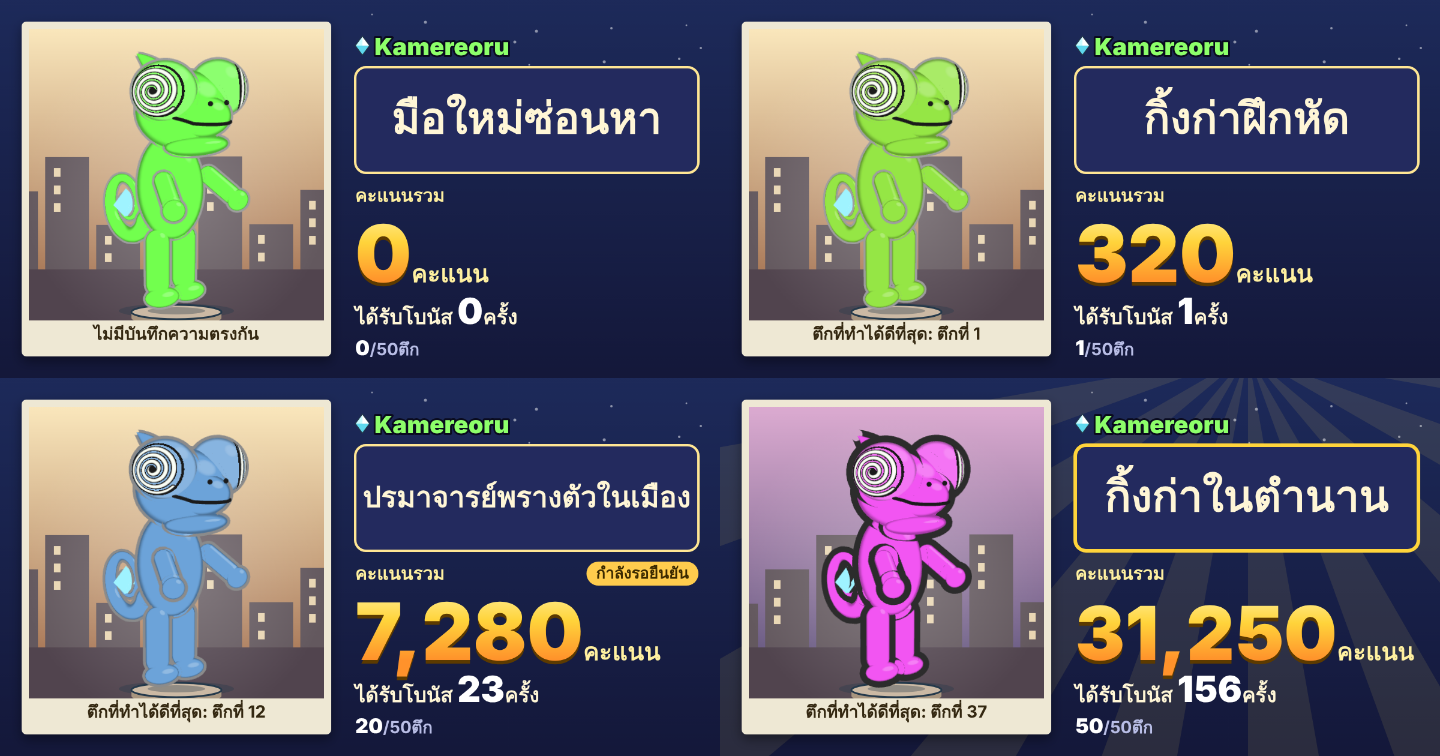 Kamereoru
มือใหม่ซ่อนหา
คะแนนรวม
0คะแนน
ได้รับโบนัส 0ครั้ง
0/50ตึก
ไม่มีบันทึกความตรงกัน
Kamereoru
กิ้งก่าฝึกหัด
คะแนนรวม
320คะแนน
ได้รับโบนัส 1ครั้ง
1/50ตึก
ตึกที่ทำได้ดีที่สุด: ตึกที่ 1
Kamereoru
ปรมาจารย์พรางตัวในเมือง
คะแนนรวม กำลังรอยืนยัน
7,280คะแนน
ได้รับโบนัส 23ครั้ง
20/50ตึก
ตึกที่ทำได้ดีที่สุด: ตึกที่ 12
Kamereoru
กิ้งก่าในตำนาน
คะแนนรวม
31,250คะแนน
ได้รับโบนัส 156ครั้ง
50/50ตึก
ตึกที่ทำได้ดีที่สุด: ตึกที่ 37